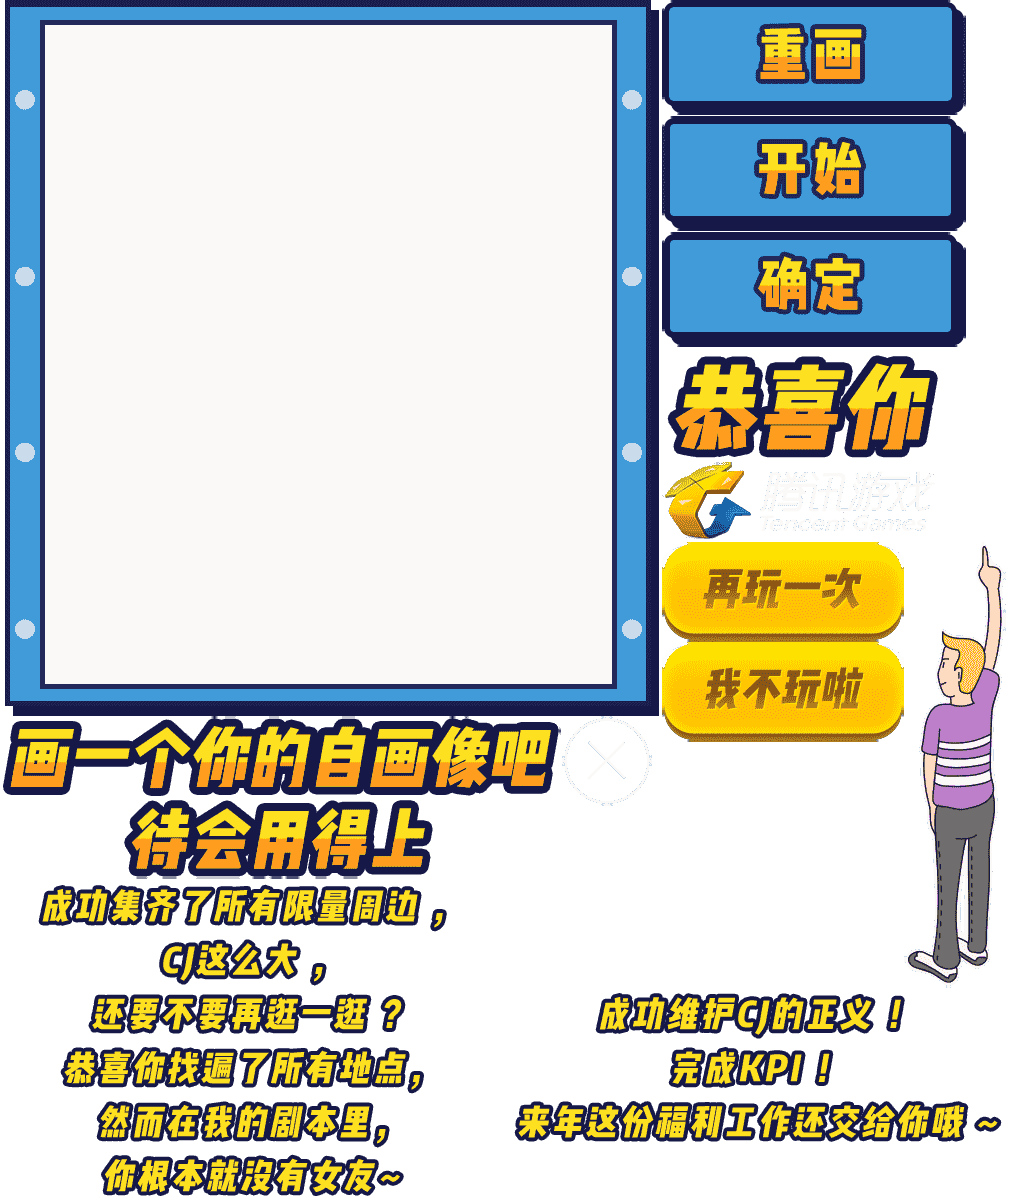 重画
开始
确定
恭喜你
腾讯游戏
Tencent Games
再玩一次
我不玩啦
画一个你的自画像吧
待会用得上
成功集齐了所有限量周边，
CJ这么大，
还要不要再逛一逛？
恭喜你找遍了所有地点，
然而在我的剧本里，
你根本就沒有女友~
成功维护CJ的正义！
完成KPI！
来年这份福利工作还交给你哦~